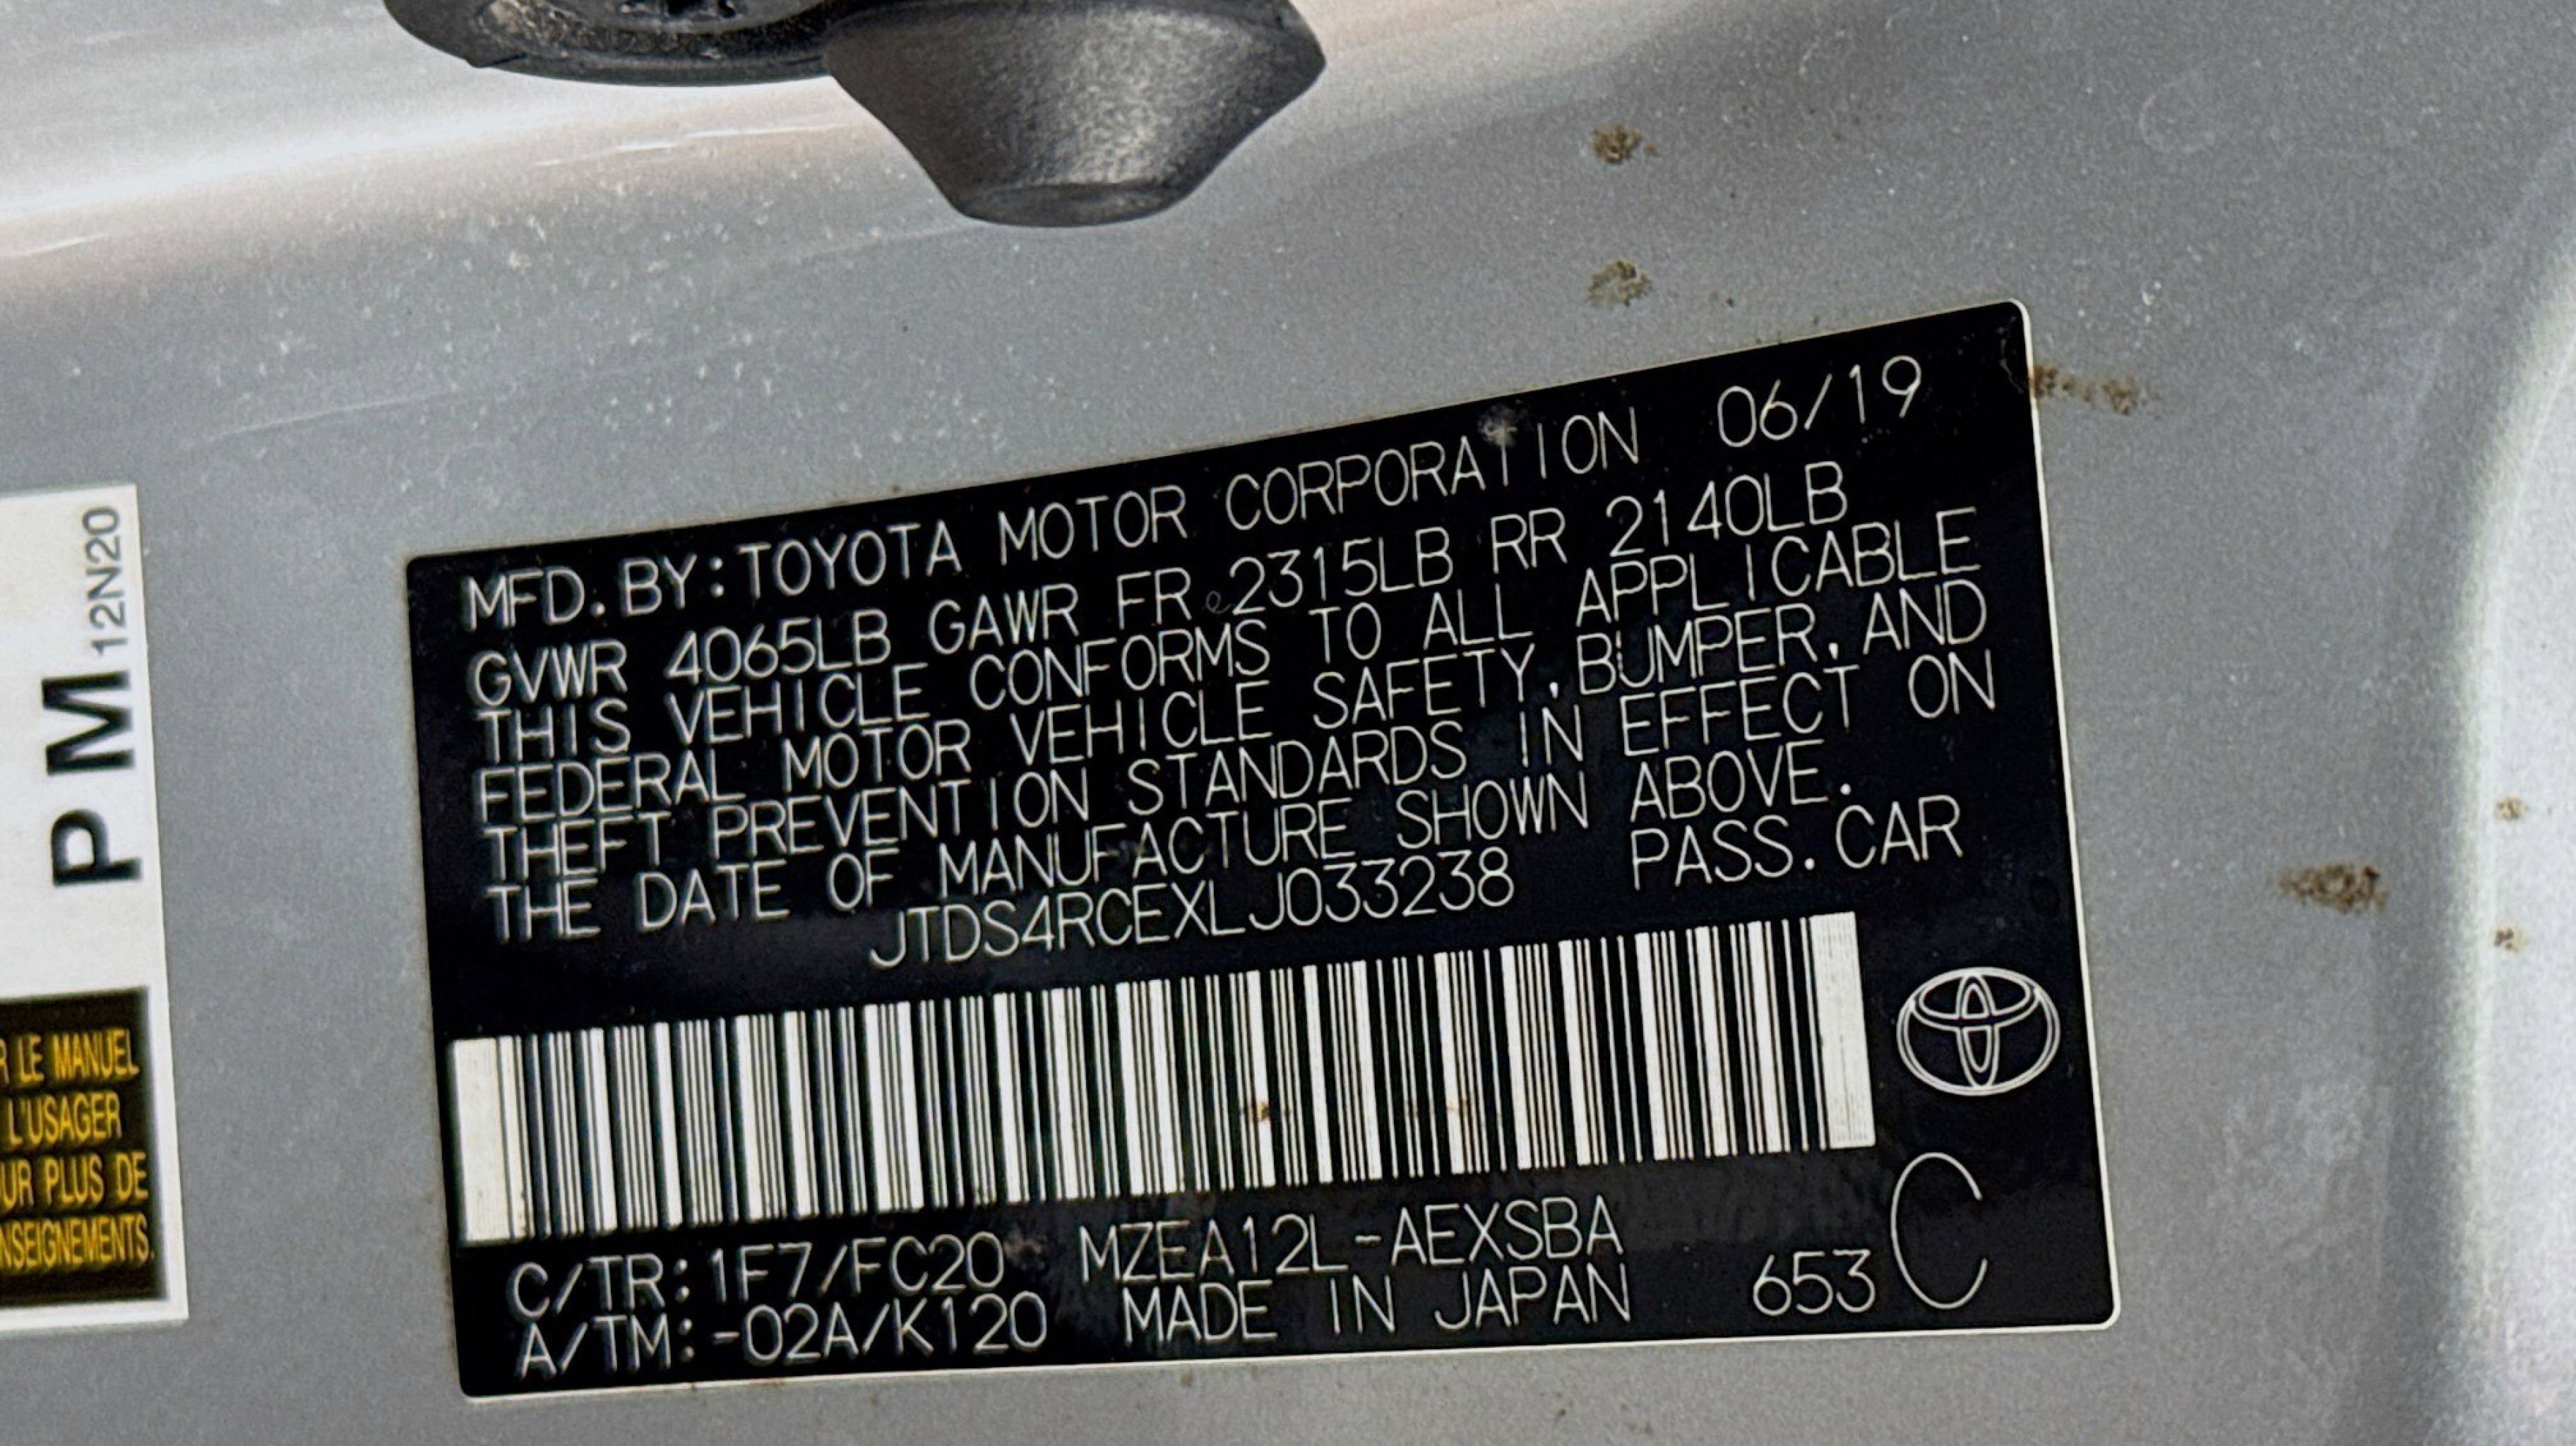 MFD.BY:TOYOTA MOTOR CORPORATION 06/19
GVWR 4065LB GAWR FR 2315LB RR 2140LB
THIS VEHICLE CONFORMS TO ALL APPLICABLE
FEDERAL MOTOR VEHICLE SAFETY, BUMPER, AND
THEFT PREVENTION STANDARDS IN EFFECT ON
THE DATE OF MANUFACTURE SHOWN ABOVE.
JTDS4RCEXLJ033238 PASS.CAR
C/TR:1F7/FC20 MZEA12L-AEXSBA
A/TM:-02A/K120 MADE IN JAPAN 653 C
PM 12N20
LE MANUEL
L'USAGER
PLUS DE